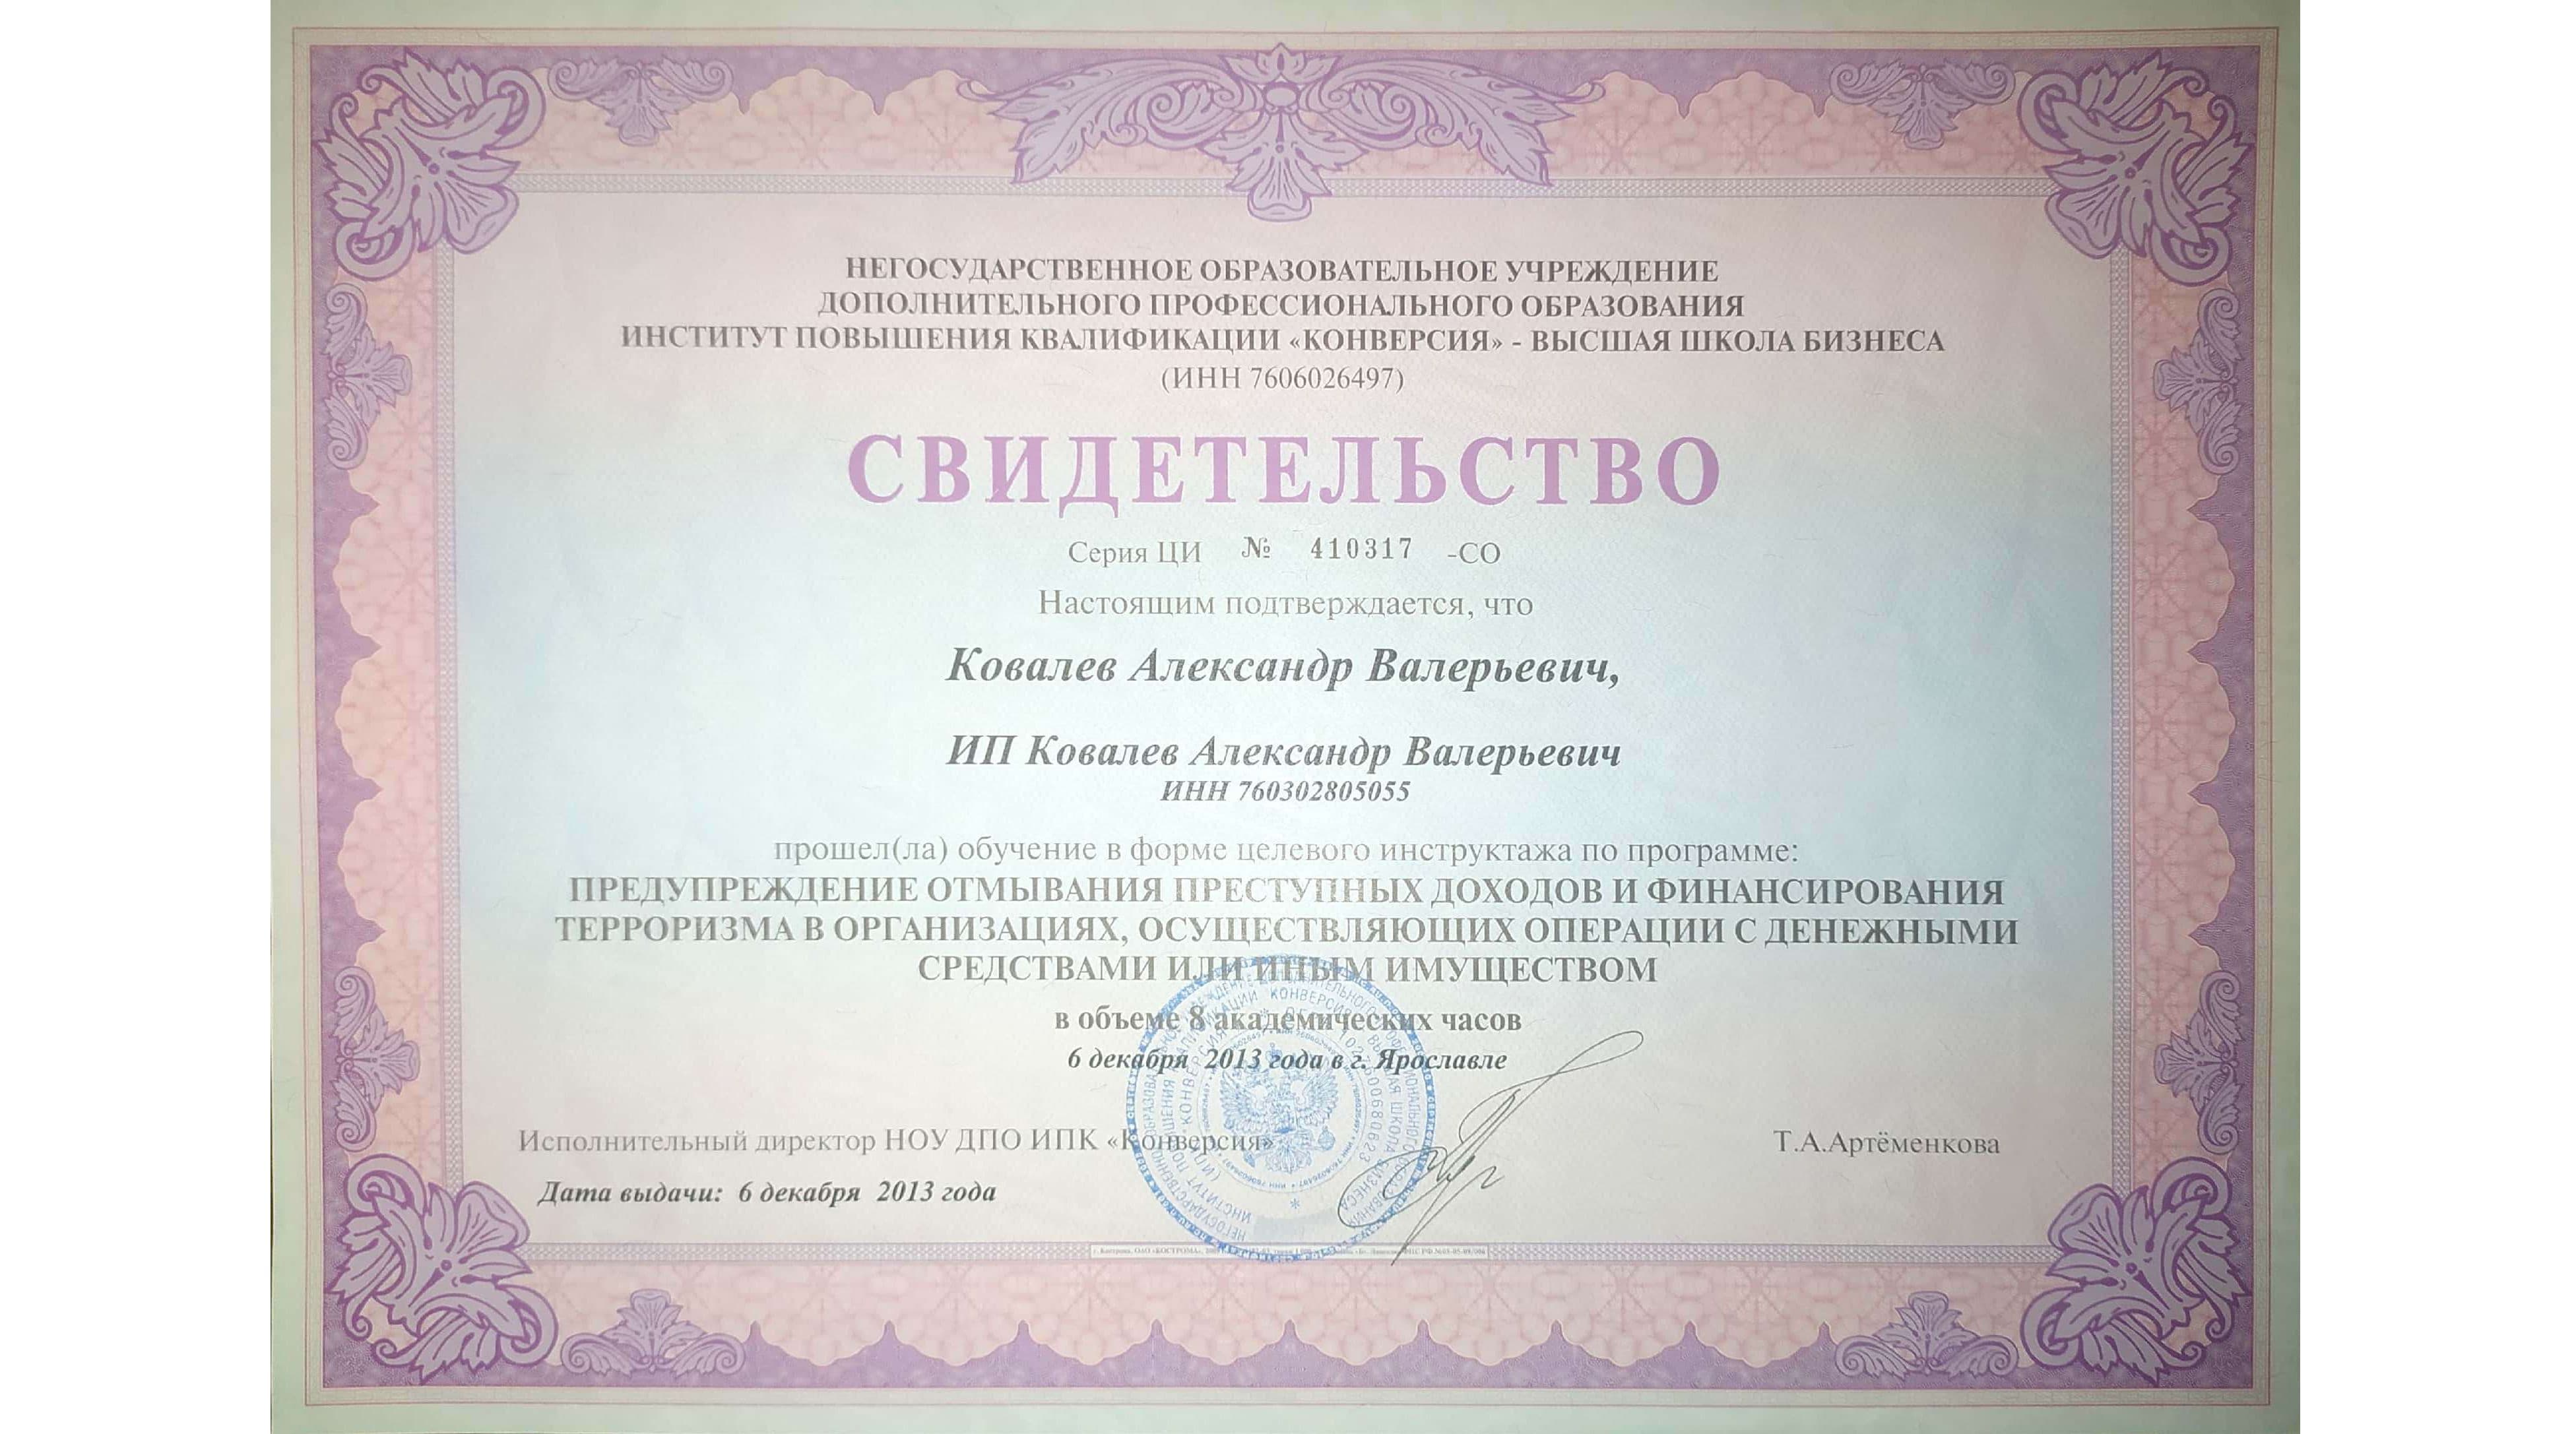 НЕГОСУДАРСТВЕННОЕ ОБРАЗОВАТЕЛЬНОЕ УЧРЕЖДЕНИЕ
ДОПОЛНИТЕЛЬНОГО ПРОФЕССИОНАЛЬНОГО ОБРАЗОВАНИЯ
ИНСТИТУТ ПОВЫШЕНИЯ КВАЛИФИКАЦИИ «КОНВЕРСИЯ» - ВЫСШАЯ ШКОЛА БИЗНЕСА
(ИНН 7606026497)
СВИДЕТЕЛЬСТВО
Серия ЦИ № 410317 -СО
Настоящим подтверждается, что
Ковалев Александр Валерьевич,
ИП Ковалев Александр Валерьевич
ИНН 760302805055
прошел(ла) обучение в форме целевого инструктажа по программе:
ПРЕДУПРЕЖДЕНИЕ ОТМЫВАНИЯ ПРЕСТУПНЫХ ДОХОДОВ И ФИНАНСИРОВАНИЯ
ТЕРРОРИЗМА В ОРГАНИЗАЦИЯХ, ОСУЩЕСТВЛЯЮЩИХ ОПЕРАЦИИ С ДЕНЕЖНЫМИ
СРЕДСТВАМИ ИЛИ ИНЫМ ИМУЩЕСТВОМ
в объеме 8 академических часов
6 декабря 2013 года в г. Ярославле
Исполнительный директор НОУ ДПО ИПК «Конверсия» Т.А.Артёменкова
Дата выдачи: 6 декабря 2013 года